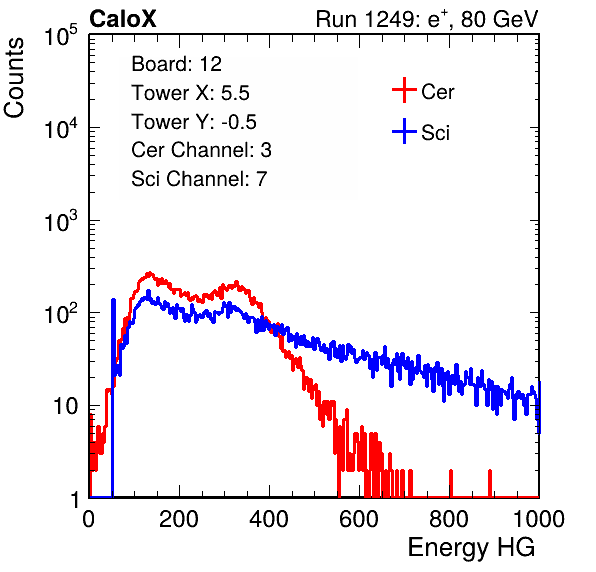 CaloX Run 1249: e⁺, 80 GeV
Counts
Board: 12
Tower X: 5.5
Tower Y: -0.5
Cer Channel: 3
Sci Channel: 7
Cer
Sci
10⁵
10⁴
10³
10²
10
1
0 200 400 600 800 1000
Energy HG